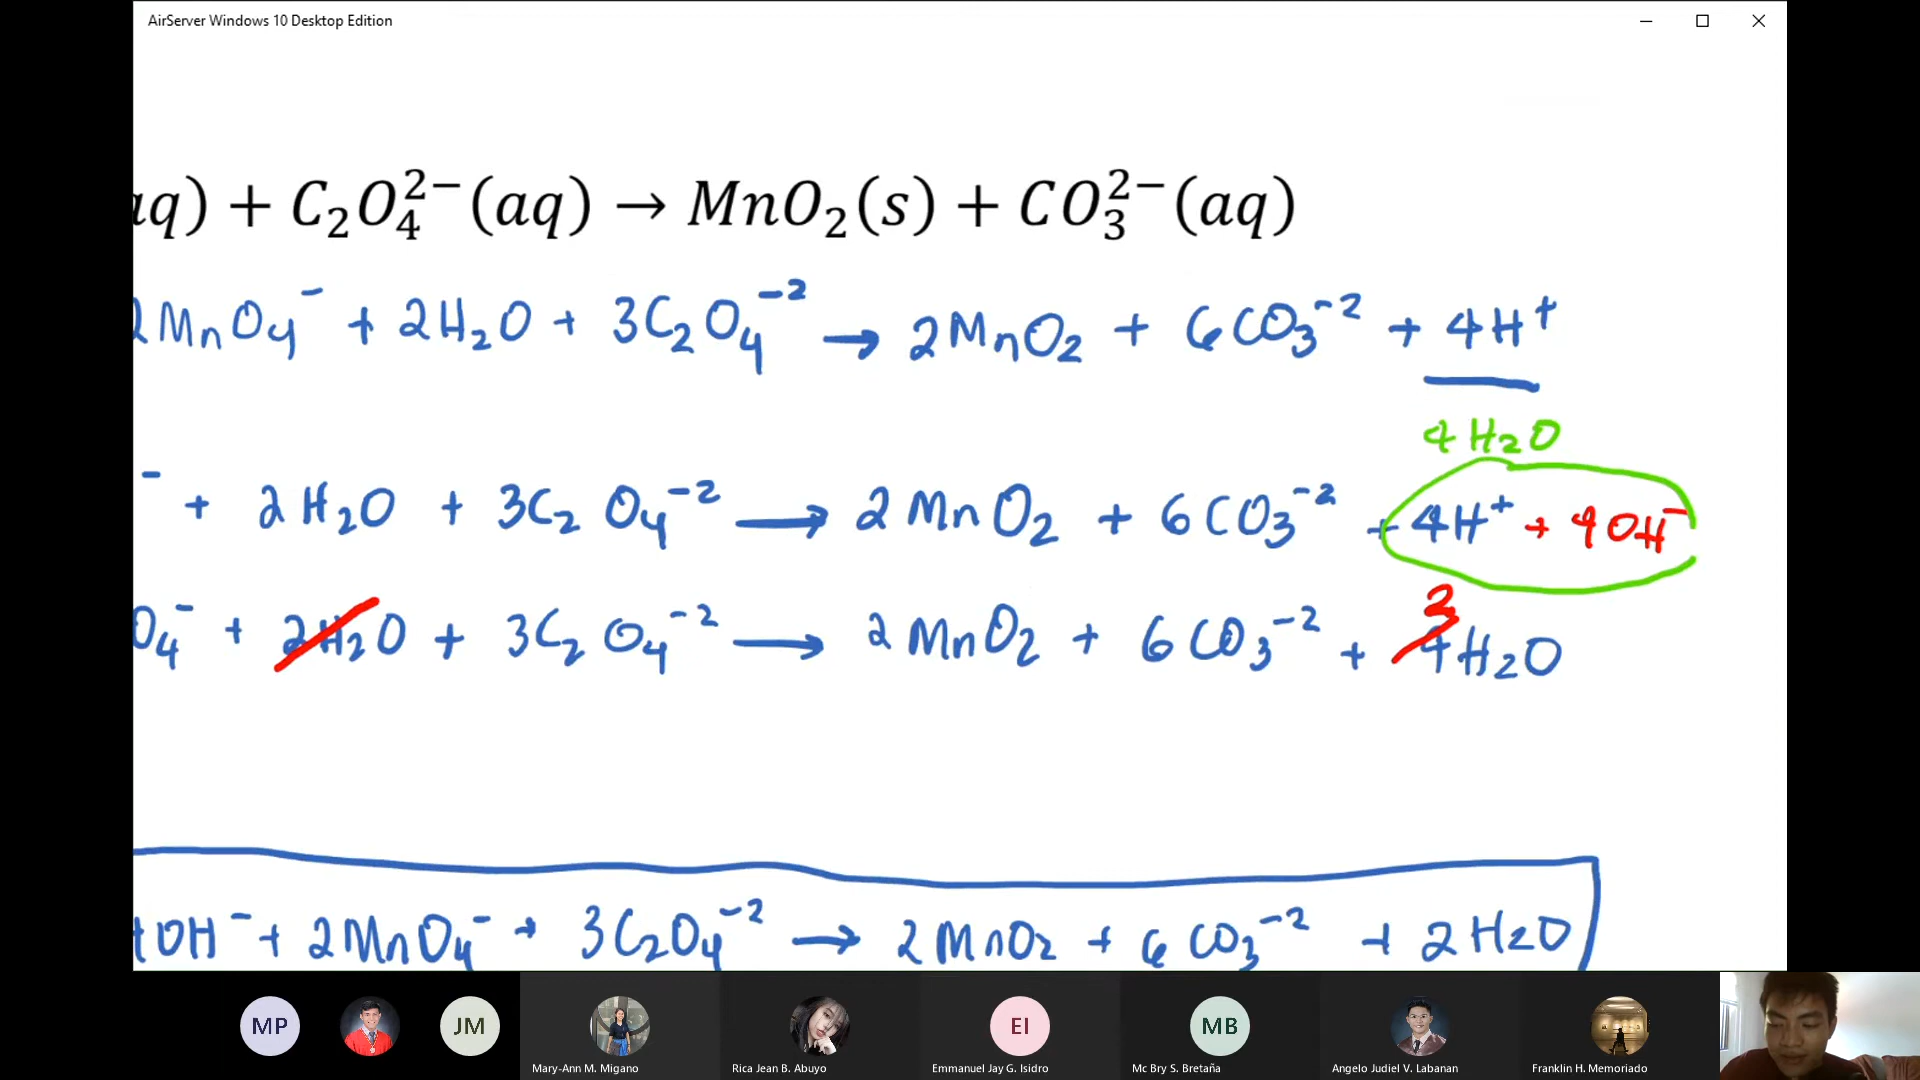 AirServer Windows 10 Desktop Edition
aq) + C₂O₄²⁻(aq) → MnO₂(s) + CO₃²⁻(aq)
2MnO₄⁻ + 2H₂O + 3C₂O₄⁻² → 2MnO₂ + 6CO₃⁻² + 4H⁺
4H₂O
⁻ + 2H₂O + 3C₂O₄⁻² → 2MnO₂ + 6CO₃⁻² + 4H⁺ + 4OH⁻
2
O₄⁻ + 2H₂O + 3C₂O₄⁻² → 2MnO₂ + 6CO₃⁻² + 4H₂O
4OH⁻ + 2MnO₄⁻ + 3C₂O₄⁻² → 2MnO₂ + 6CO₃⁻² + 2H₂O
MP JM EI MB
Mary-Ann M. Migano Rica Jean B. Abuyo Emmanuel Jay G. Isidro Mc Bry S. Bretaña Angelo Judiel V. Labanan Franklin H. Memoriado